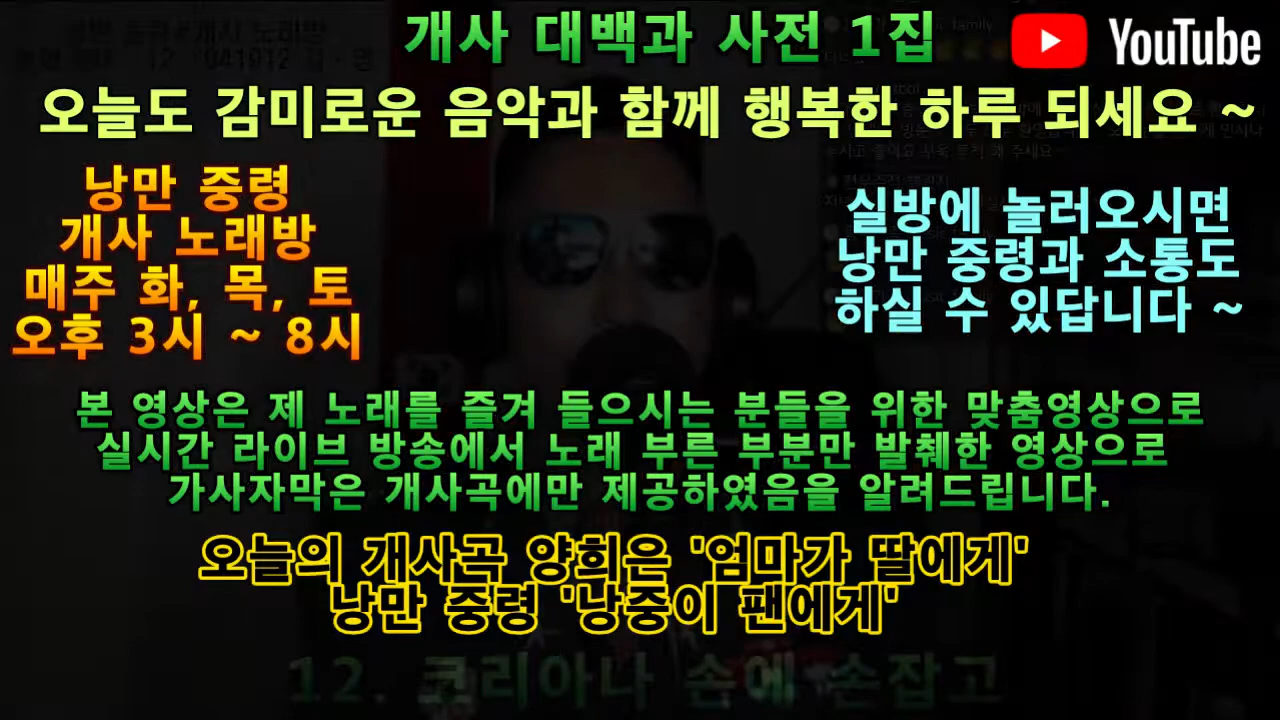 개사 대백과 사전 1집
YouTube
오늘도 감미로운 음악과 함께 행복한 하루 되세요 ~
낭만 중령
개사 노래방
매주 화, 목, 토
오후 3시 ~ 8시
실방에 놀러오시면
낭만 중령과 소통도
하실 수 있답니다 ~
본 영상은 제 노래를 즐겨 들으시는 분들을 위한 맞춤영상으로
실시간 라이브 방송에서 노래 부른 부분만 발췌한 영상으로
가사자막은 개사곡에만 제공하였음을 알려드립니다.
오늘의 개사곡 양희은 '엄마가 딸에게'
낭만 중령 '낭중이 팬에게'
12. 코리아나 손에 손잡고